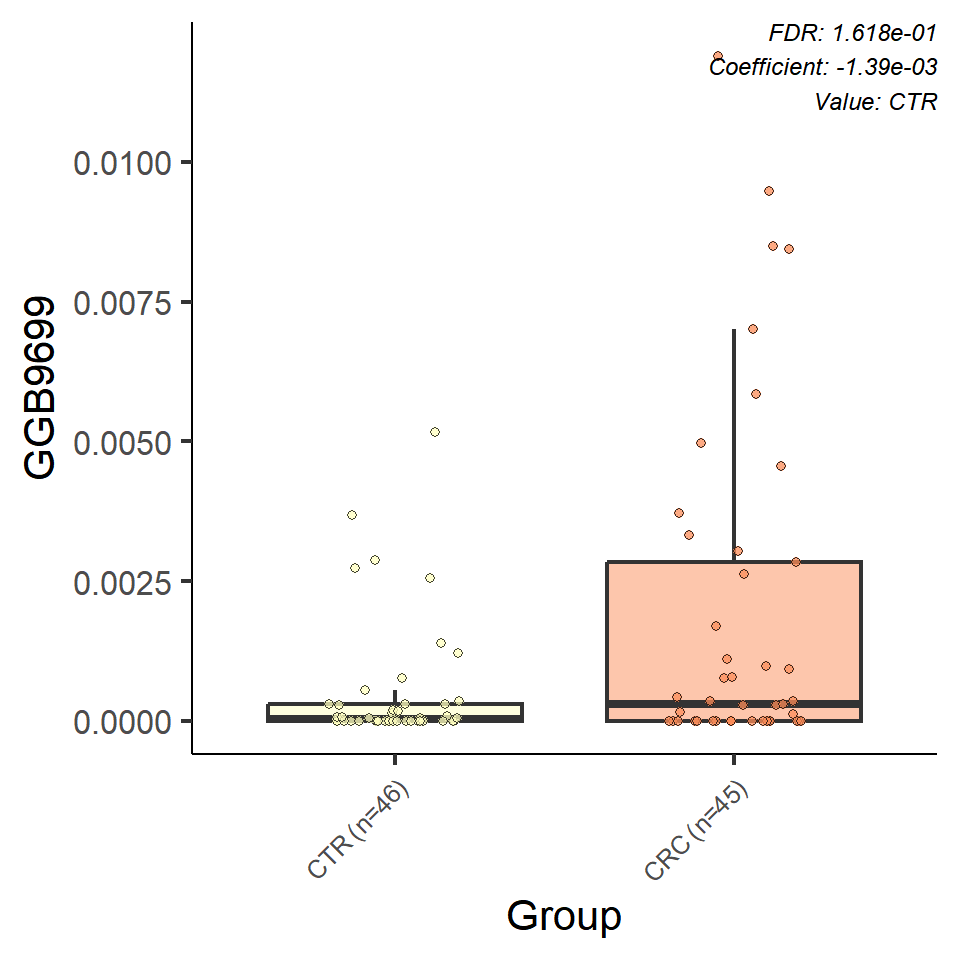 FDR: 1.618e-01
Coefficient: -1.39e-03
Value: CTR
0.0100
0.0075
0.0050
0.0025
0.0000
GGB9699
CTR (n=46)
CRC (n=45)
Group